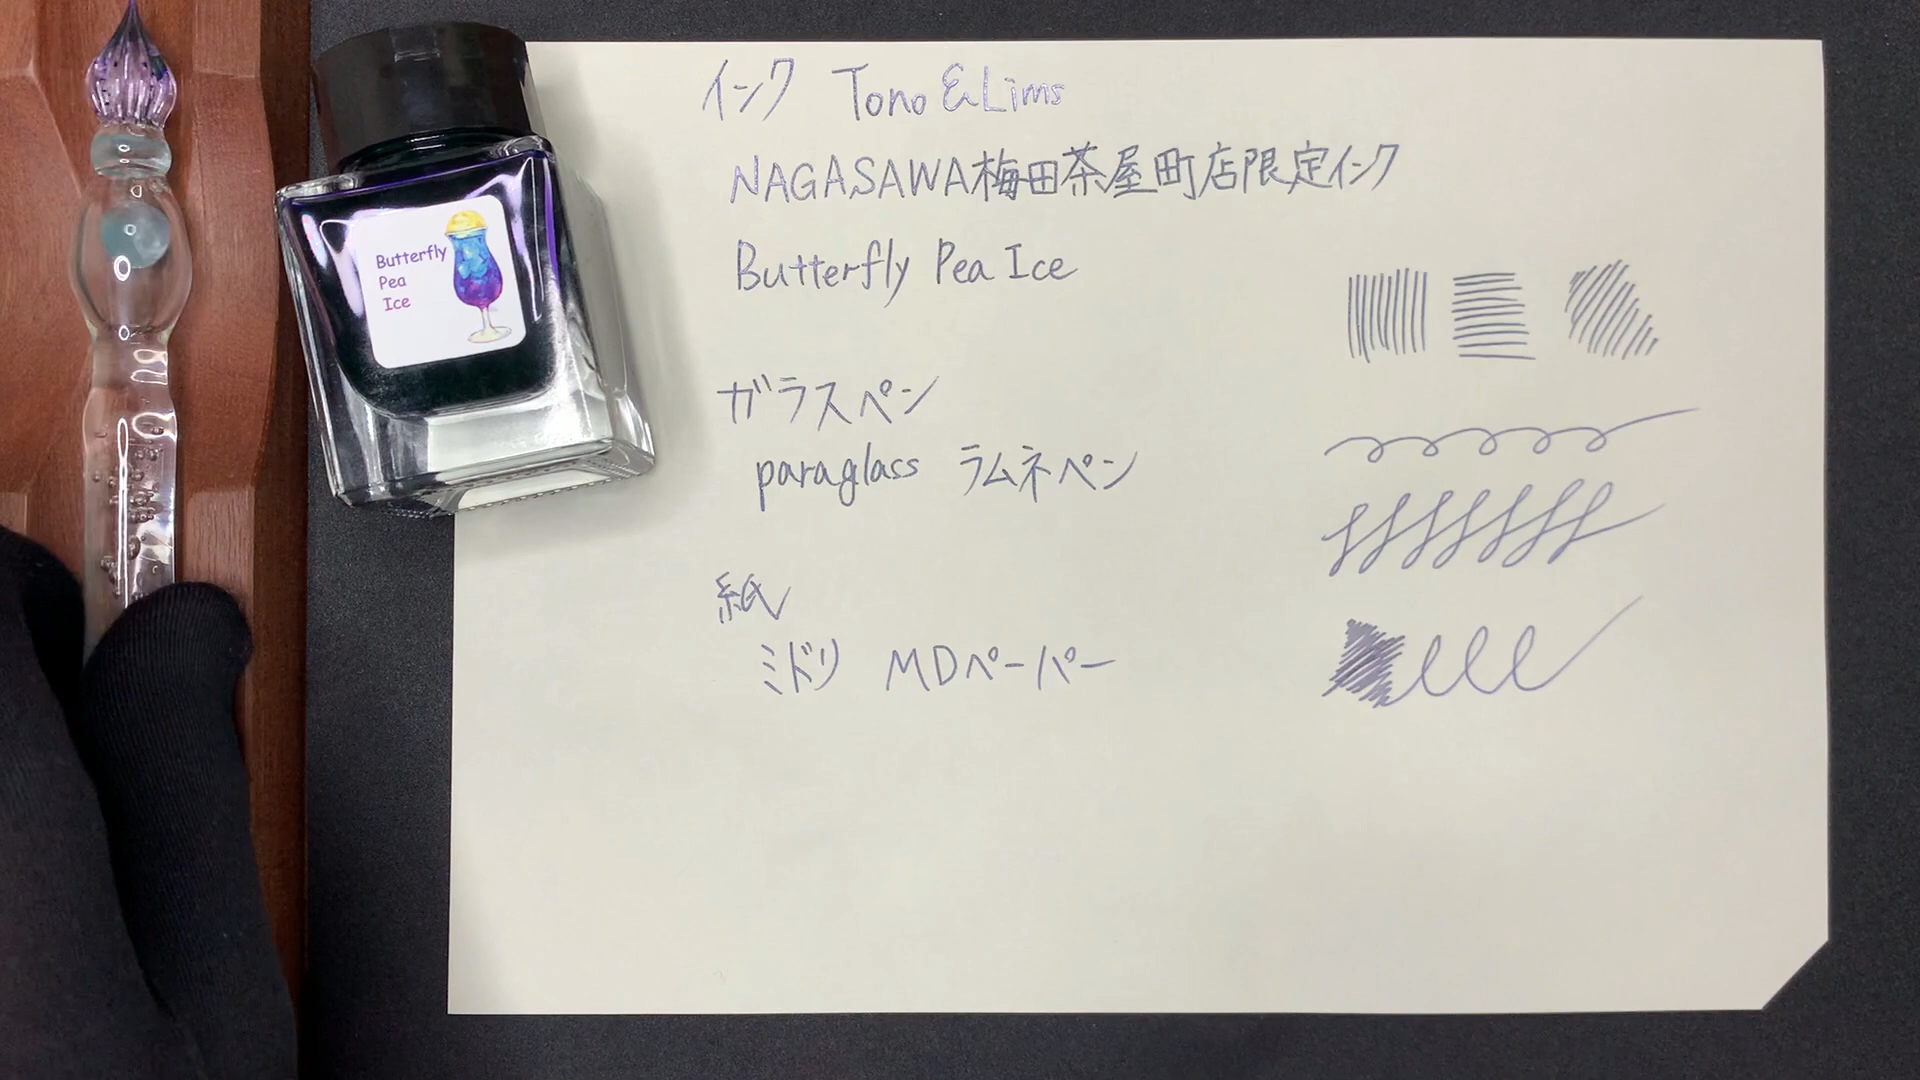 Butterfly
Pea
Ice
インク Tono & Lims
NAGASAWA梅田茶屋町店限定インク
Butterfly Pea Ice
ガラスペン
paraglass ラムネペン
紙
ミドリ MDペーパー